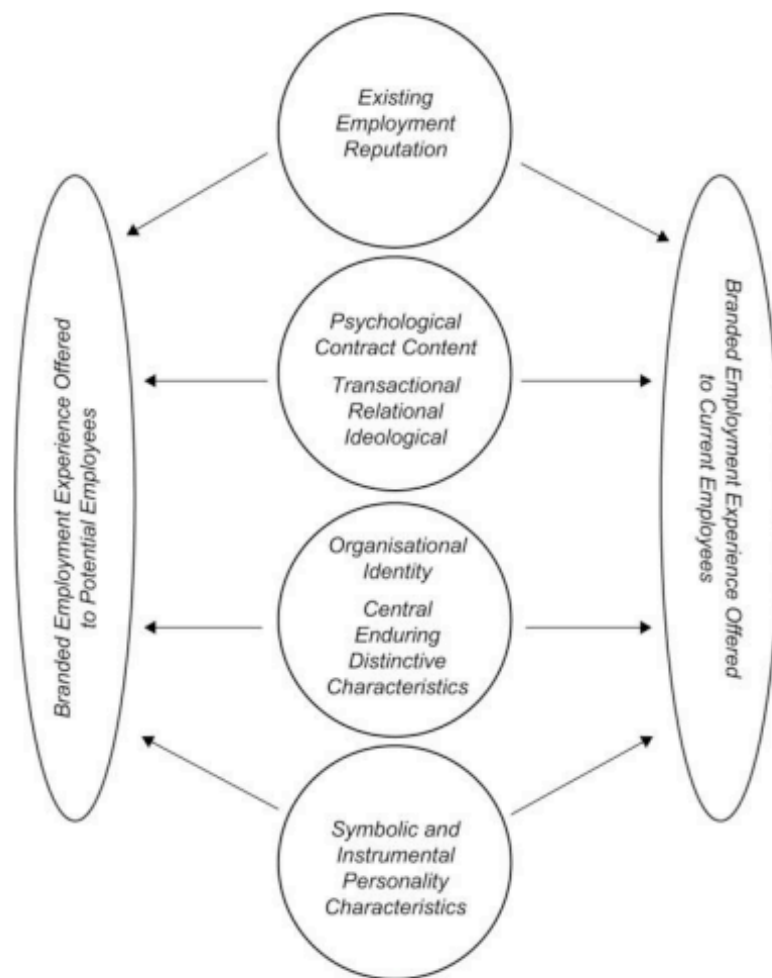 Existing
Employment
Reputation
Branded Employment Experience Offered
to Potential Employees
Psychological
Contract Content
Transactional
Relational
Ideological
Branded Employment Experience Offered
to Current Employees
Organisational
Identity
Central
Enduring
Distinctive
Characteristics
Symbolic and
Instrumental
Personality
Characteristics